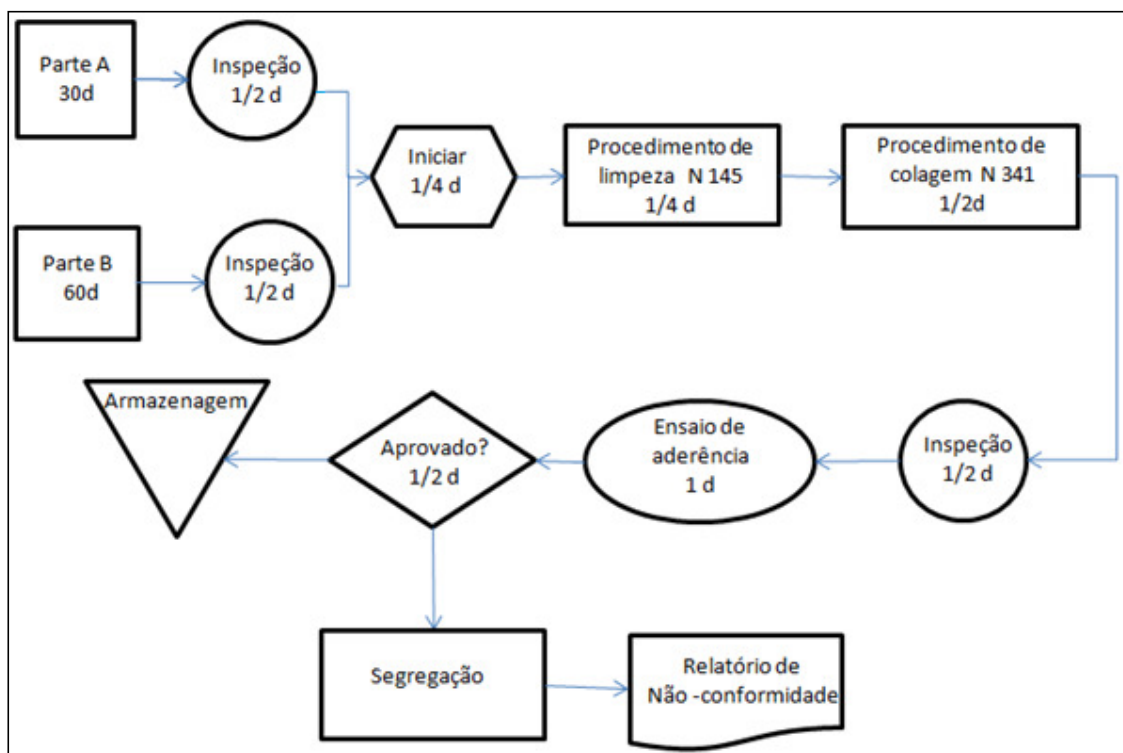 Parte A
30d
Inspeção
1/2 d
Iniciar
1/4 d
Procedimento de
limpeza N 145
1/4 d
Procedimento de
colagem N 341
1/2d
Parte B
60d
Inspeção
1/2 d
Armazenagem
Aprovado?
1/2 d
Ensaio de
aderência
1 d
Inspeção
1/2 d
Segregação
Relatório de
Não -conformidade